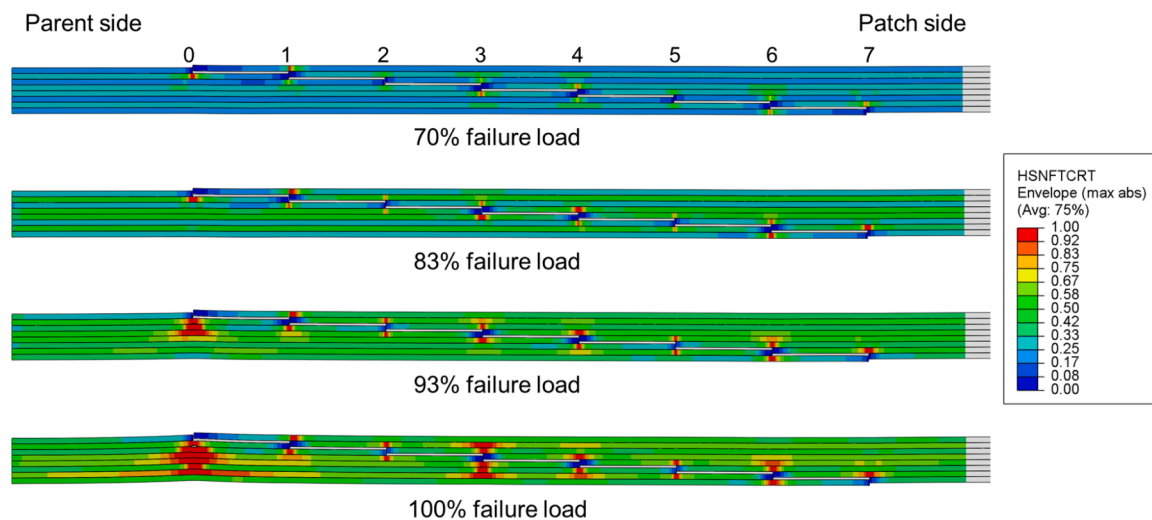 Parent side
Patch side
0 1 2 3 4 5 6 7
70% failure load
83% failure load
93% failure load
100% failure load
HSNFTCRT
Envelope (max abs)
(Avg: 75%)
1.00
0.92
0.83
0.75
0.67
0.58
0.50
0.42
0.33
0.25
0.17
0.08
0.00